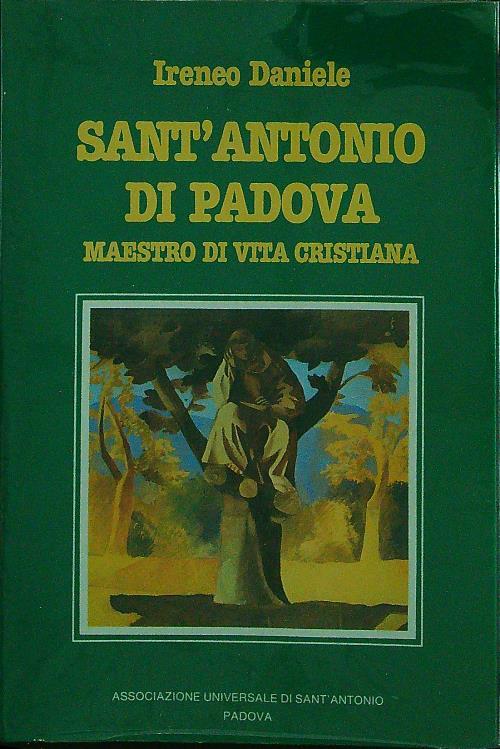 Ireneo Daniele
SANT'ANTONIO
DI PADOVA
MAESTRO DI VITA CRISTIANA
ASSOCIAZIONE UNIVERSALE DI SANT'ANTONIO
PADOVA